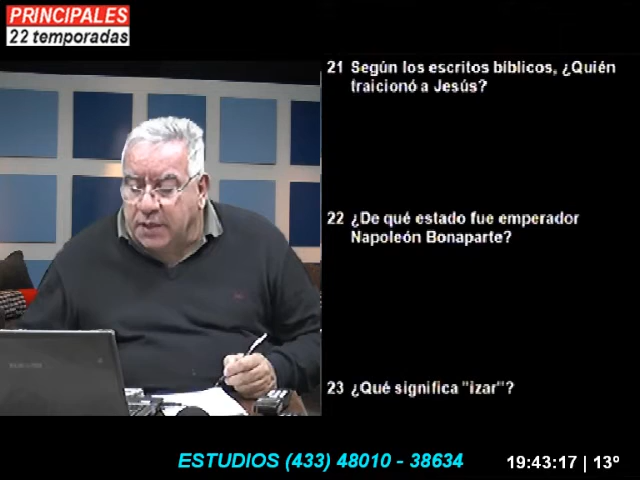 PRINCIPALES
22 temporadas
21 Según los escritos bíblicos, ¿Quién
traicionó a Jesús?
22 ¿De qué estado fue emperador
Napoleón Bonaparte?
23 ¿Qué significa "izar"?
ESTUDIOS (433) 48010 - 38634
19:43:17 | 13º